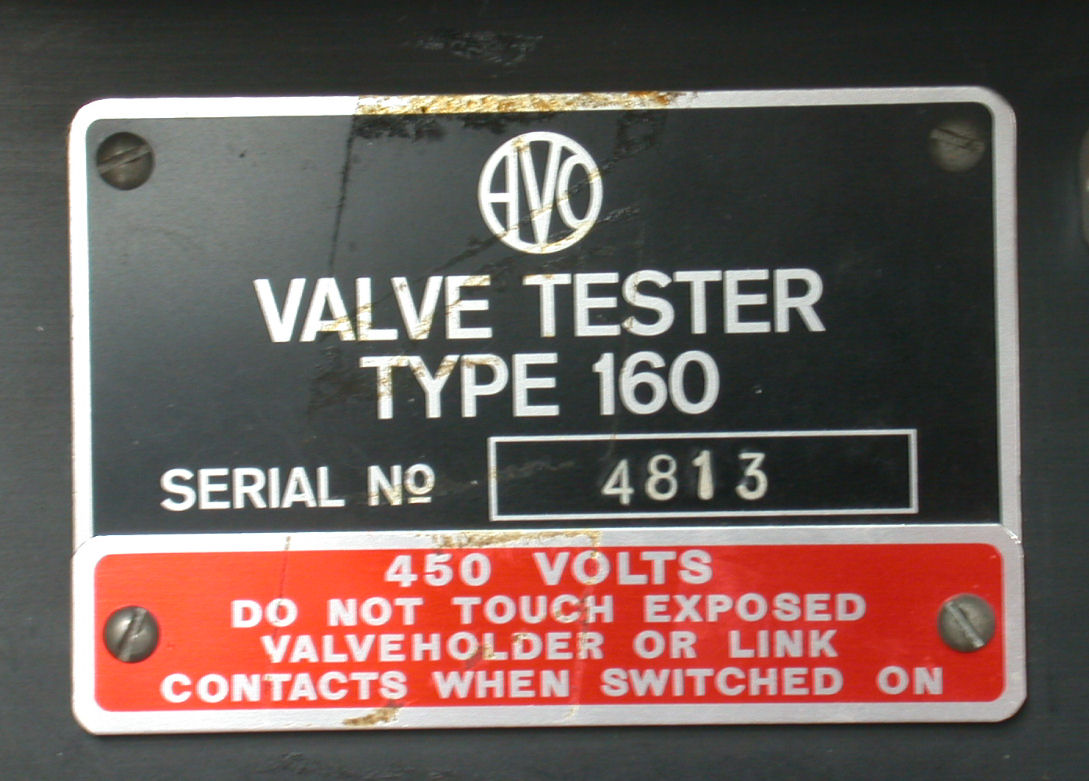 AVO
VALVE TESTER
TYPE 160
SERIAL Nº 4813
450 VOLTS
DO NOT TOUCH EXPOSED
VALVEHOLDER OR LINK
CONTACTS WHEN SWITCHED ON